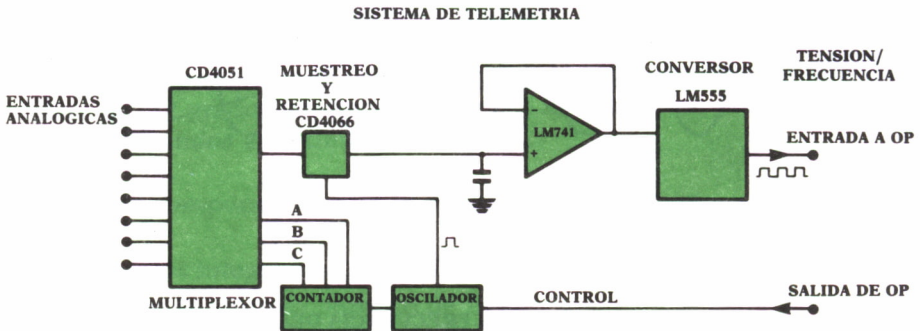 SISTEMA DE TELEMETRIA
CD4051
MUESTREO
Y
RETENCION
CD4066
CONVERSOR
LM555
TENSION/
FRECUENCIA
ENTRADAS
ANALOGICAS
LM741
-
+
ENTRADA A OP
A
B
C
MULTIPLEXOR
CONTADOR
OSCILADOR
CONTROL
SALIDA DE OP